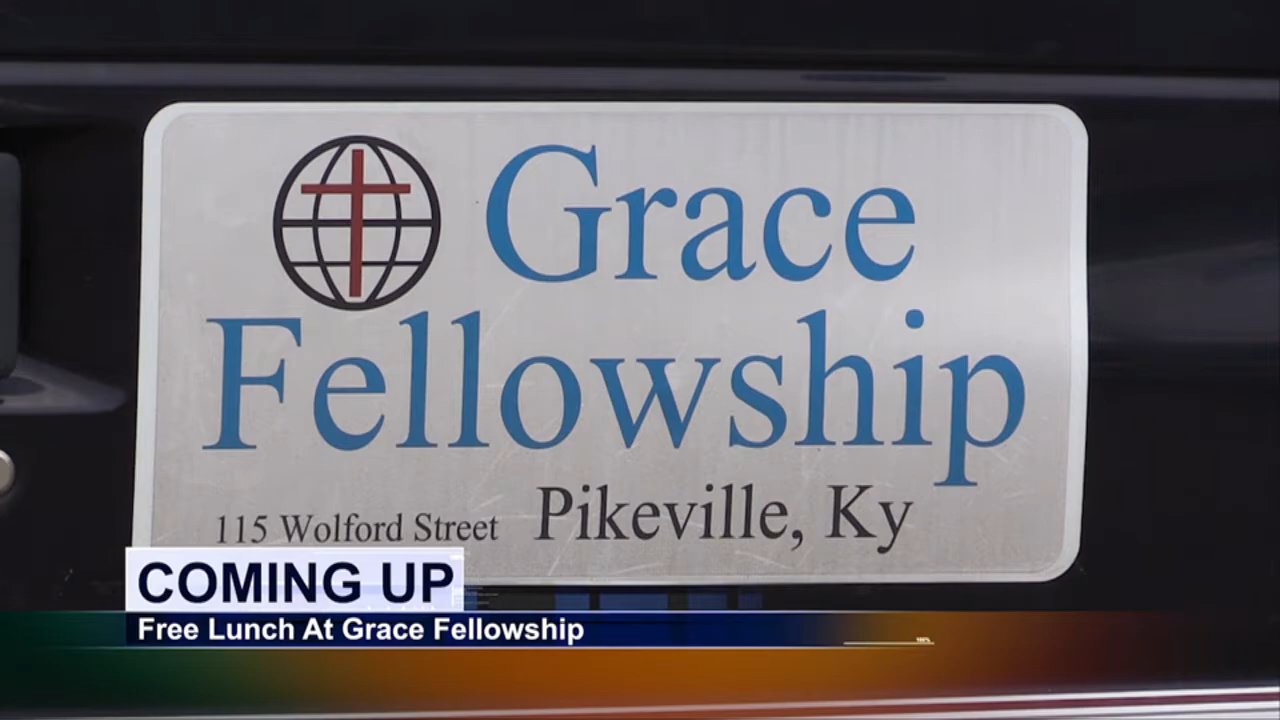 Grace
Fellowship
115 Wolford Street Pikeville, Ky
COMING UP
Free Lunch At Grace Fellowship